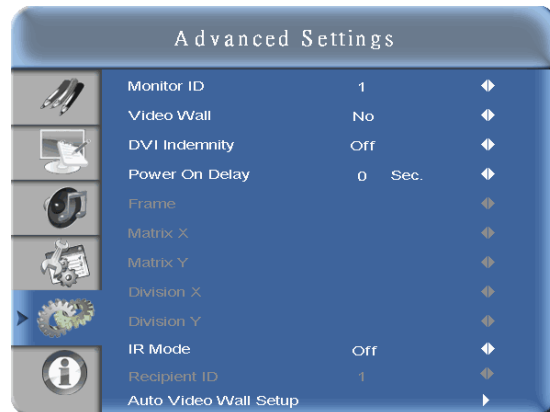 Advanced Settings
Monitor ID 1
Video Wall No
DVI Indemnity Off
Power On Delay 0 Sec.
Frame
Matrix X
Matrix Y
Division X
Division Y
IR Mode Off
Recipient ID 1
Auto Video Wall Setup